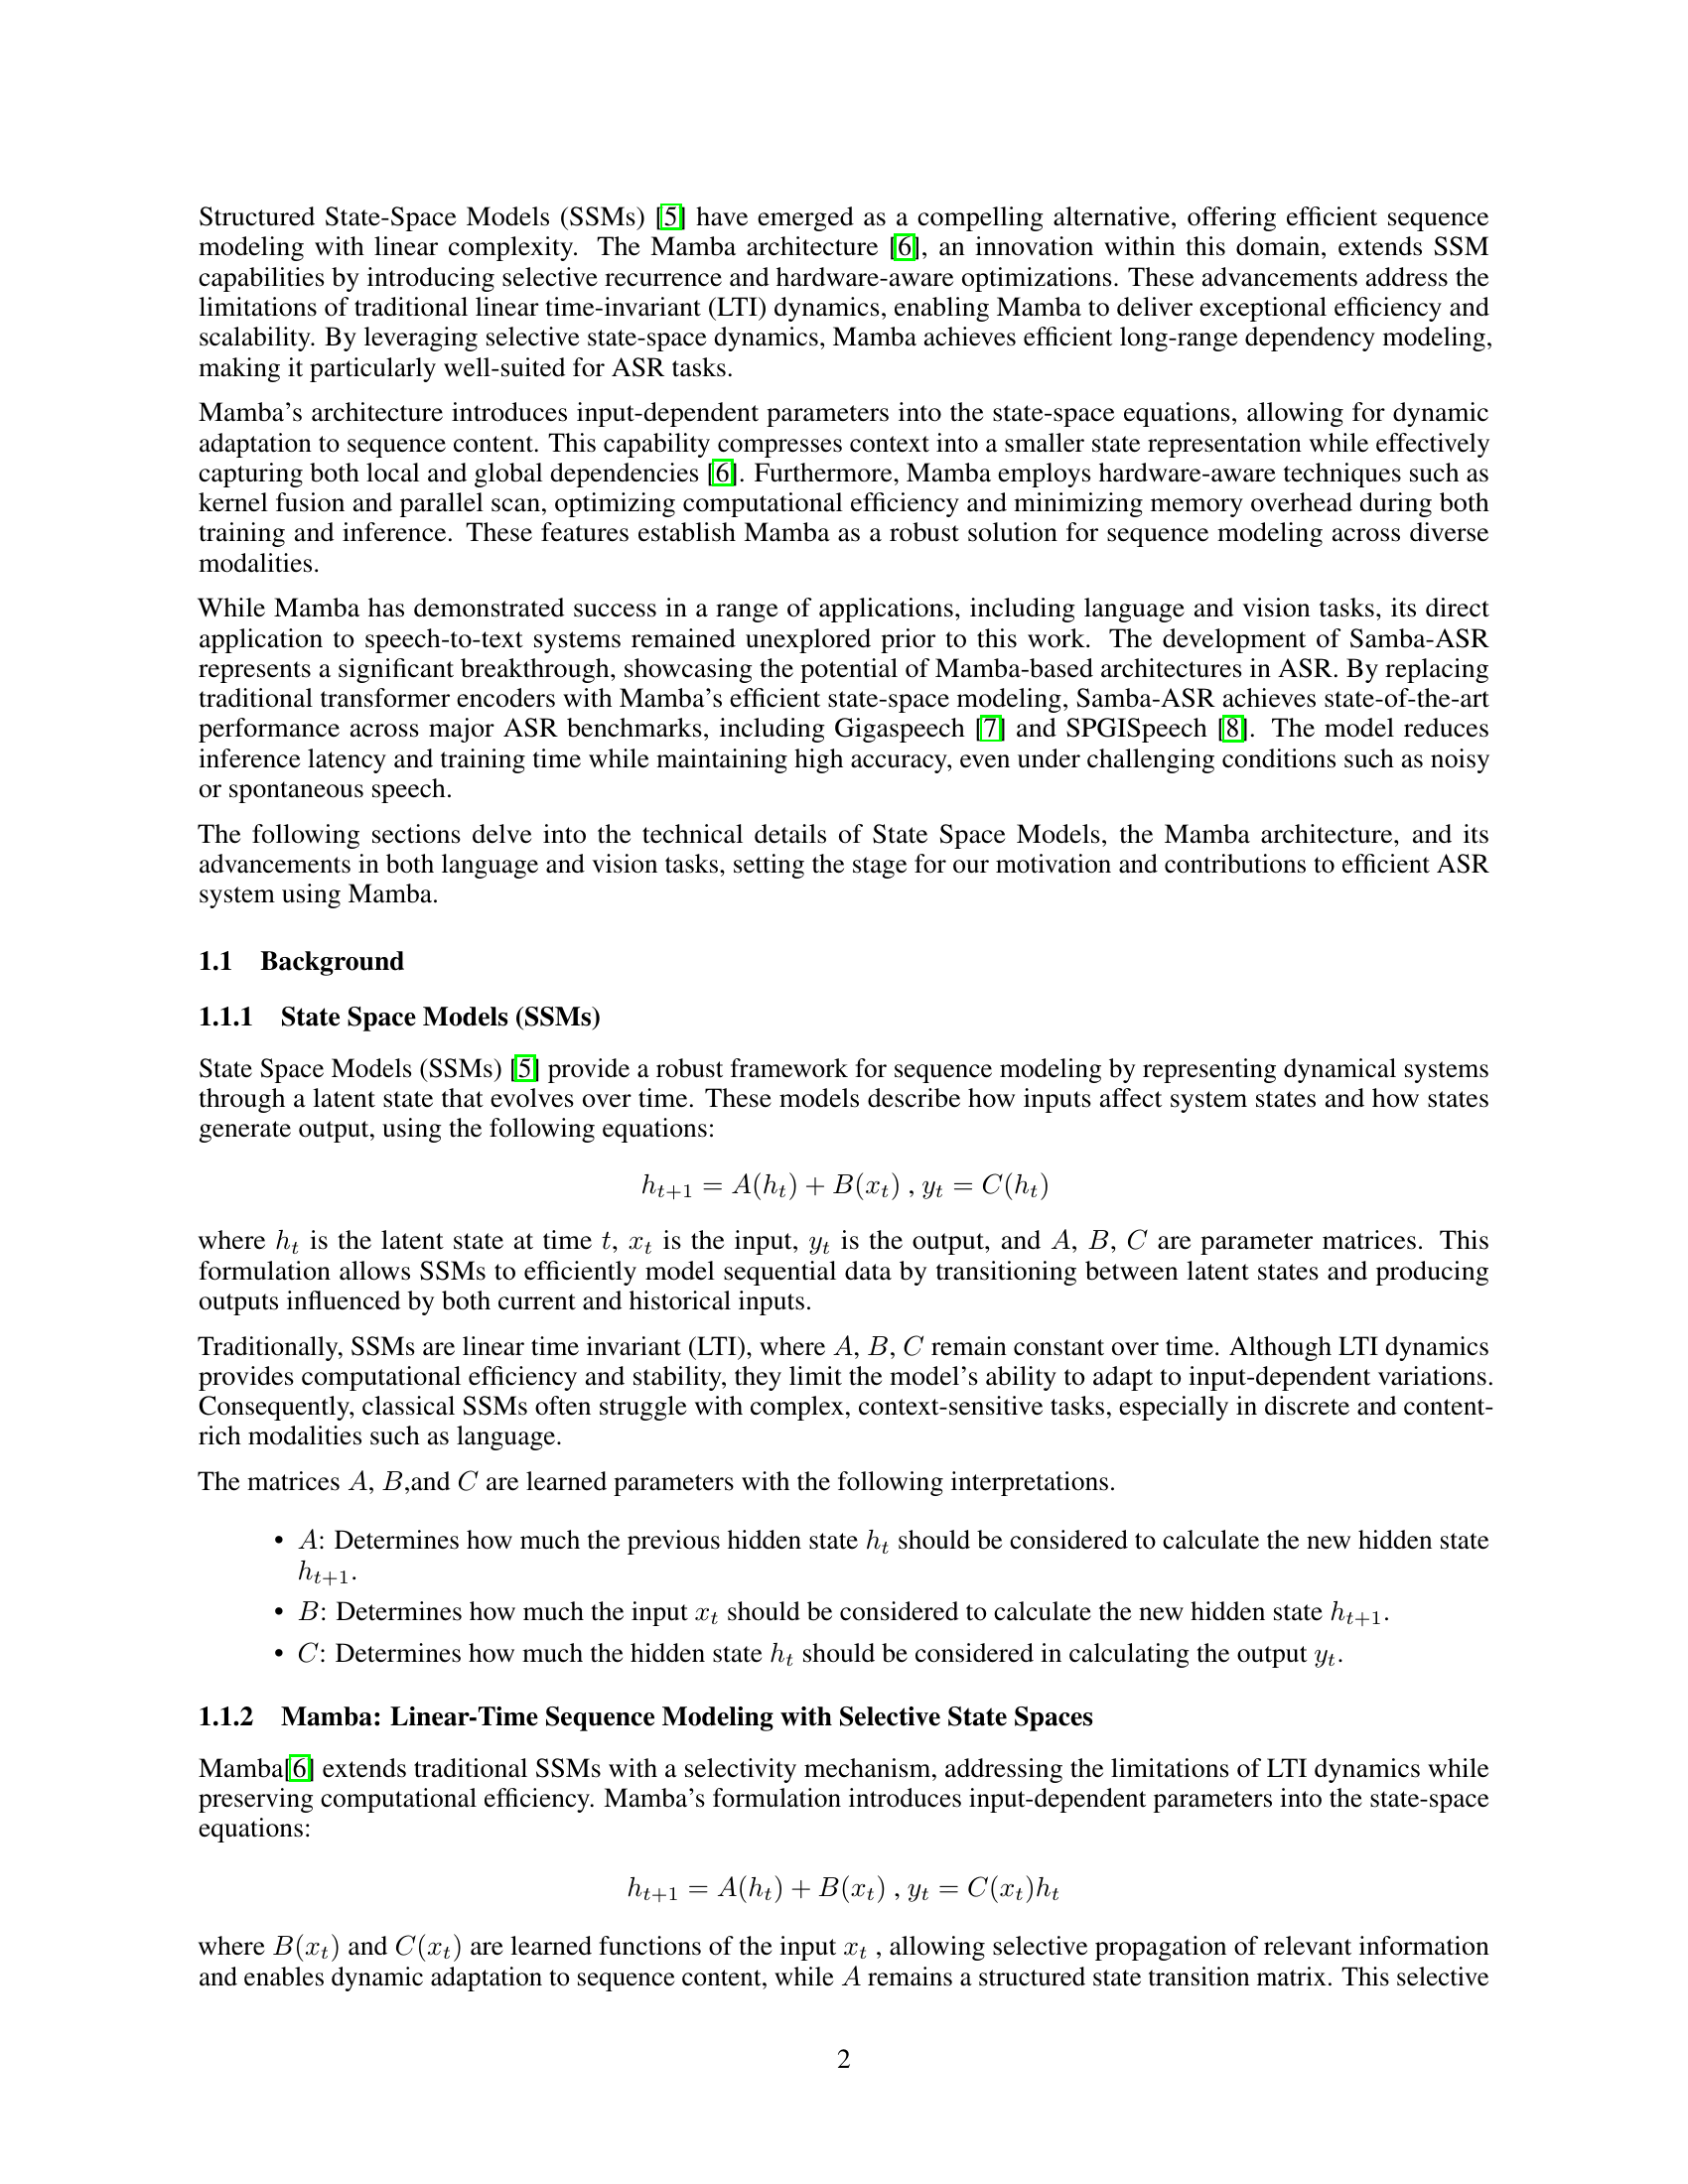 Structured State-Space Models (SSMs) [5] have emerged as a compelling alternative, offering efficient sequence
modeling with linear complexity. The Mamba architecture [6], an innovation within this domain, extends SSM
capabilities by introducing selective recurrence and hardware-aware optimizations. These advancements address the
limitations of traditional linear time-invariant (LTI) dynamics, enabling Mamba to deliver exceptional efficiency and
scalability. By leveraging selective state-space dynamics, Mamba achieves efficient long-range dependency modeling,
making it particularly well-suited for ASR tasks.
Mamba's architecture introduces input-dependent parameters into the state-space equations, allowing for dynamic
adaptation to sequence content. This capability compresses context into a smaller state representation while effectively
capturing both local and global dependencies [6]. Furthermore, Mamba employs hardware-aware techniques such as
kernel fusion and parallel scan, optimizing computational efficiency and minimizing memory overhead during both
training and inference. These features establish Mamba as a robust solution for sequence modeling across diverse
modalities.
While Mamba has demonstrated success in a range of applications, including language and vision tasks, its direct
application to speech-to-text systems remained unexplored prior to this work. The development of Samba-ASR
represents a significant breakthrough, showcasing the potential of Mamba-based architectures in ASR. By replacing
traditional transformer encoders with Mamba's efficient state-space modeling, Samba-ASR achieves state-of-the-art
performance across major ASR benchmarks, including Gigaspeech [7] and SPGISpeech [8]. The model reduces
inference latency and training time while maintaining high accuracy, even under challenging conditions such as noisy
or spontaneous speech.
The following sections delve into the technical details of State Space Models, the Mamba architecture, and its
advancements in both language and vision tasks, setting the stage for our motivation and contributions to efficient ASR
system using Mamba.
1.1 Background
1.1.1 State Space Models (SSMs)
State Space Models (SSMs) [5] provide a robust framework for sequence modeling by representing dynamical systems
through a latent state that evolves over time. These models describe how inputs affect system states and how states
generate output, using the following equations:
$h_{t+1} = A(h_t) + B(x_t)$ , $y_t = C(h_t)$
where $h_t$ is the latent state at time $t$, $x_t$ is the input, $y_t$ is the output, and $A$, $B$, $C$ are parameter matrices. This
formulation allows SSMs to efficiently model sequential data by transitioning between latent states and producing
outputs influenced by both current and historical inputs.
Traditionally, SSMs are linear time invariant (LTI), where $A$, $B$, $C$ remain constant over time. Although LTI dynamics
provides computational efficiency and stability, they limit the model's ability to adapt to input-dependent variations.
Consequently, classical SSMs often struggle with complex, context-sensitive tasks, especially in discrete and content-
rich modalities such as language.
The matrices $A$, $B$,and $C$ are learned parameters with the following interpretations.
• $A$: Determines how much the previous hidden state $h_t$ should be considered to calculate the new hidden state
$h_{t+1}$.
• $B$: Determines how much the input $x_t$ should be considered to calculate the new hidden state $h_{t+1}$.
• $C$: Determines how much the hidden state $h_t$ should be considered in calculating the output $y_t$.
1.1.2 Mamba: Linear-Time Sequence Modeling with Selective State Spaces
Mamba[6] extends traditional SSMs with a selectivity mechanism, addressing the limitations of LTI dynamics while
preserving computational efficiency. Mamba's formulation introduces input-dependent parameters into the state-space
equations:
$h_{t+1} = A(h_t) + B(x_t)$ , $y_t = C(x_t)h_t$
where $B(x_t)$ and $C(x_t)$ are learned functions of the input $x_t$ , allowing selective propagation of relevant information
and enables dynamic adaptation to sequence content, while $A$ remains a structured state transition matrix. This selective
2